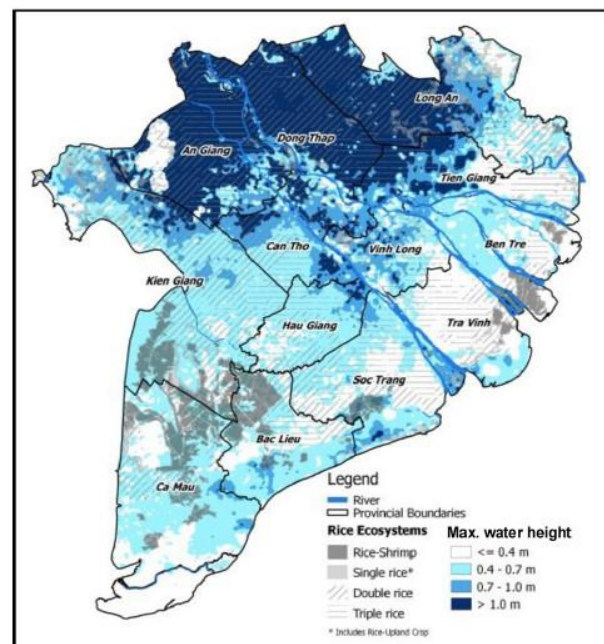 Long An
Dong Thap
An Giang
Tien Giang
Can Tho
Vinh Long
Ben Tre
Kien Giang
Hau Giang
Tra Vinh
Soc Trang
Bac Lieu
Ca Mau
Legend
River
Provincial Boundaries
Rice Ecosystems
Rice-Shrimp
Single rice*
Double rice
Triple rice
* Includes Rice-Upland Crop
Max. water height
<= 0.4 m
0.4 - 0.7 m
0.7 - 1.0 m
> 1.0 m